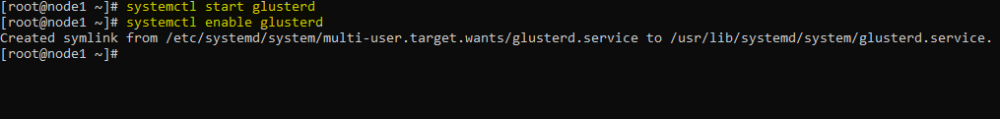 [root@node1 ~]# systemctl start glusterd
[root@node1 ~]# systemctl enable glusterd
Created symlink from /etc/systemd/system/multi-user.target.wants/glusterd.service to /usr/lib/systemd/system/glusterd.service.
[root@node1 ~]#